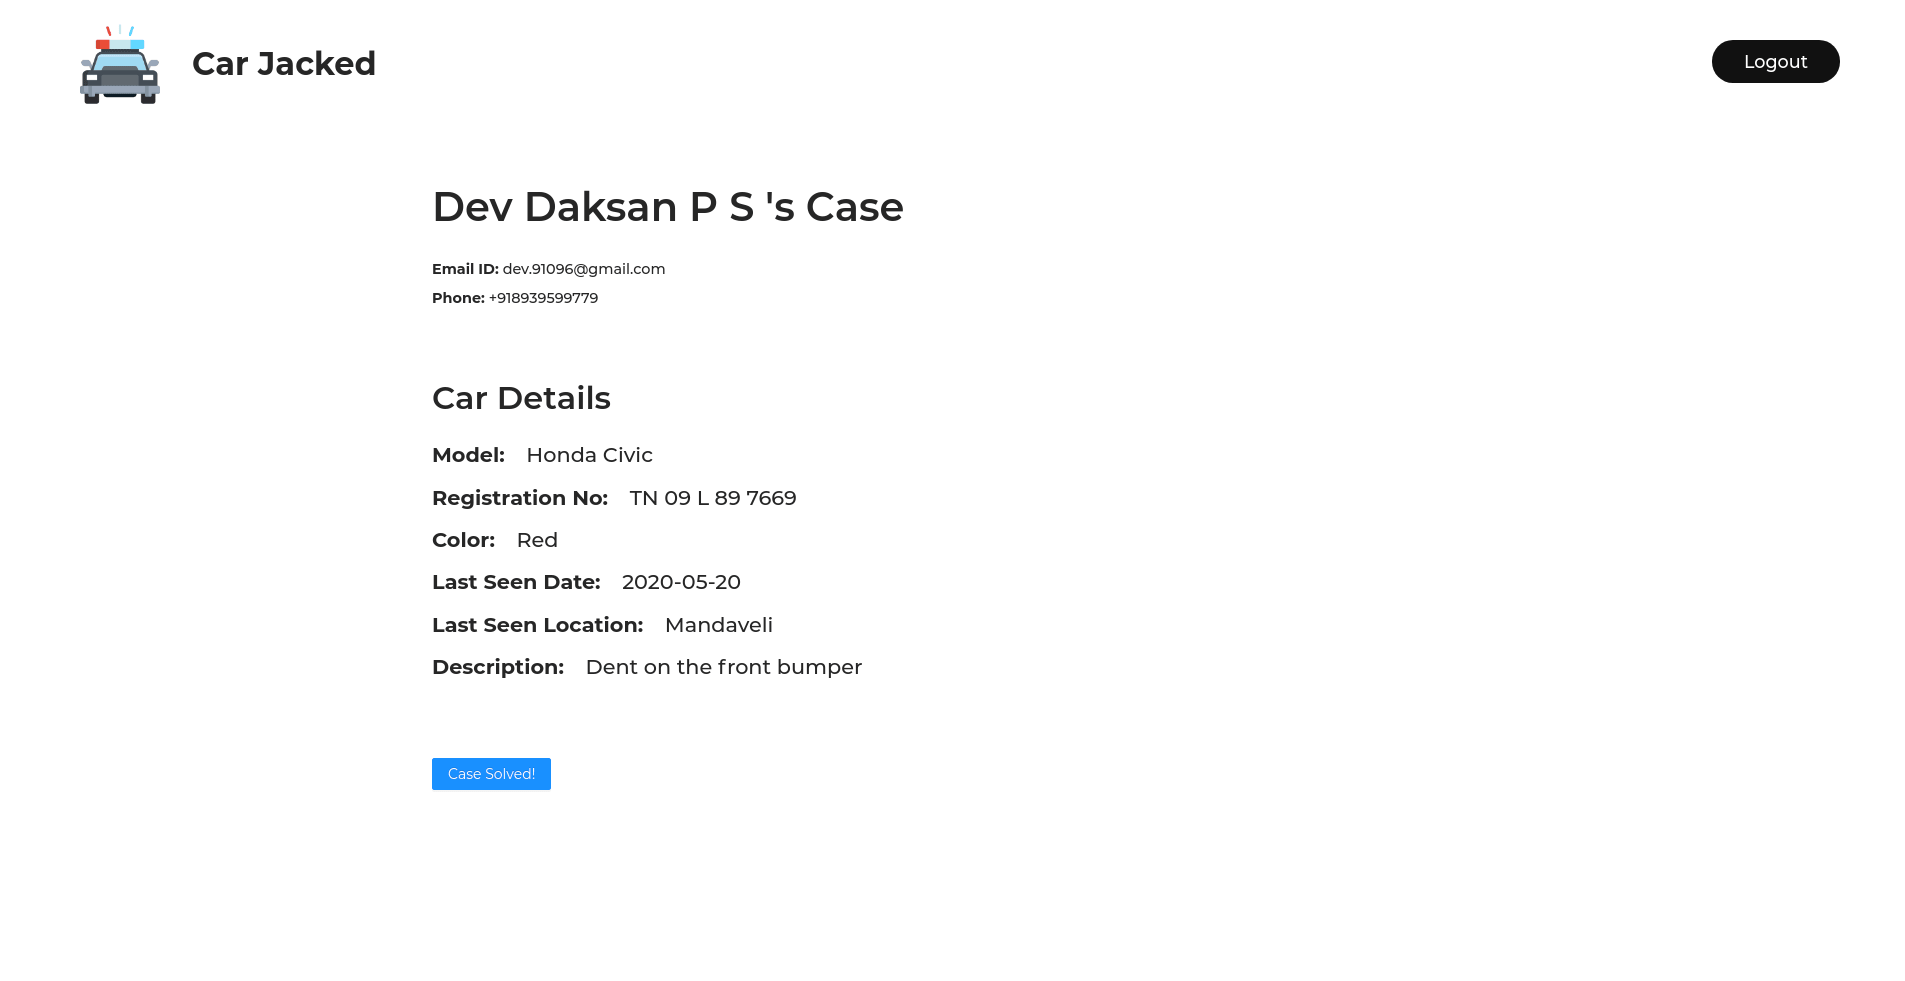 Car Jacked
Logout
Dev Daksan P S 's Case
Email ID: dev.91096@gmail.com
Phone: +918939599779
Car Details
Model: Honda Civic
Registration No: TN 09 L 89 7669
Color: Red
Last Seen Date: 2020-05-20
Last Seen Location: Mandaveli
Description: Dent on the front bumper
Case Solved!